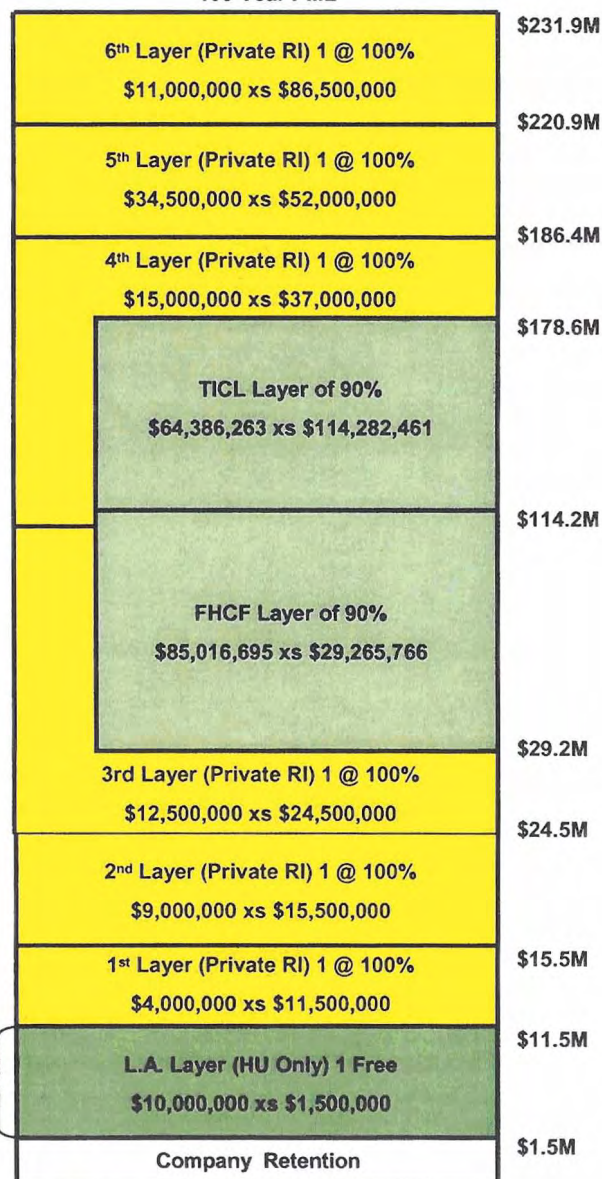 6th Layer (Private RI) 1 @ 100%
$11,000,000 xs $86,500,000
$231.9M
$220.9M
5th Layer (Private RI) 1 @ 100%
$34,500,000 xs $52,000,000
$186.4M
4th Layer (Private RI) 1 @ 100%
$15,000,000 xs $37,000,000
$178.6M
TICL Layer of 90%
$64,386,263 xs $114,282,461
$114.2M
FHCF Layer of 90%
$85,016,695 xs $29,265,766
$29.2M
3rd Layer (Private RI) 1 @ 100%
$12,500,000 xs $24,500,000
$24.5M
2nd Layer (Private RI) 1 @ 100%
$9,000,000 xs $15,500,000
$15.5M
1st Layer (Private RI) 1 @ 100%
$4,000,000 xs $11,500,000
$11.5M
L.A. Layer (HU Only) 1 Free
$10,000,000 xs $1,500,000
$1.5M
Company Retention